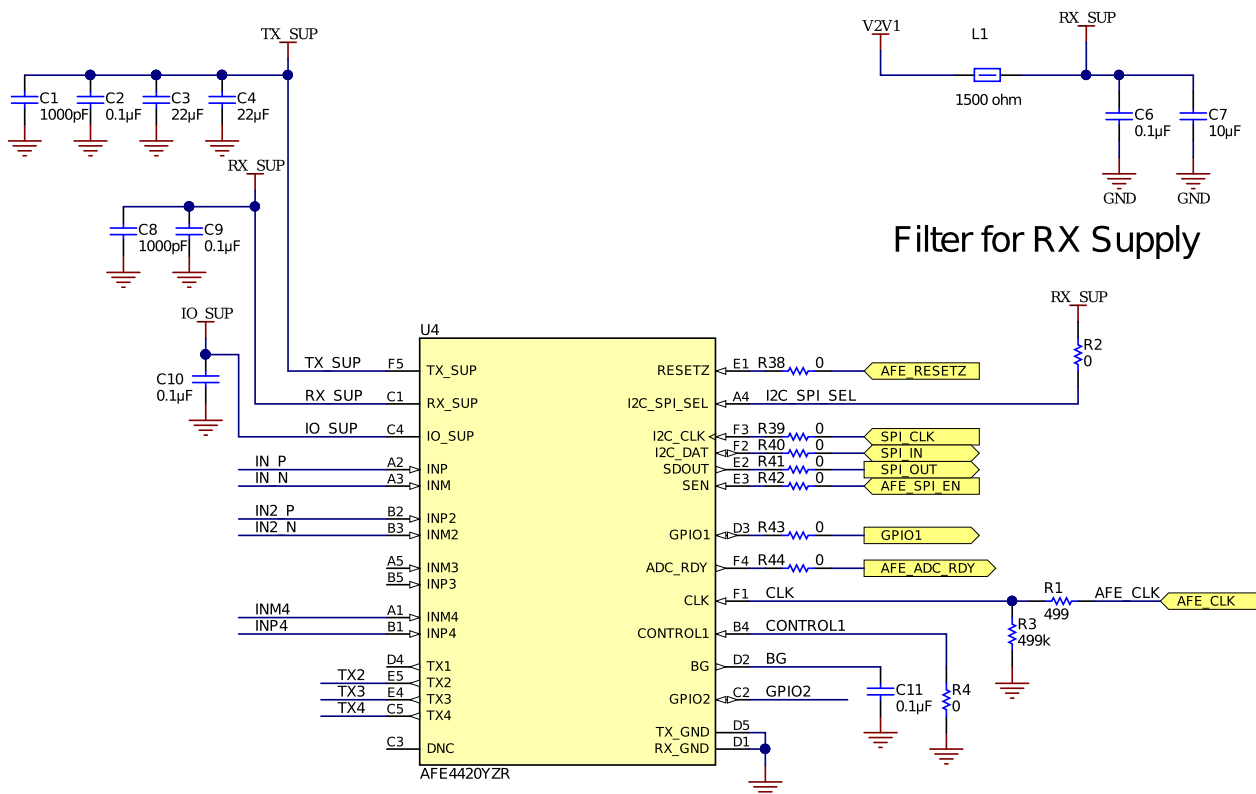 TX_SUP
C1
1000pF
C2
0.1µF
C3
22µF
C4
22µF
RX_SUP
C8
1000pF
C9
0.1µF
IO_SUP
C10
0.1µF
V2V1
L1
1500 ohm
RX_SUP
C6
0.1µF
C7
10µF
GND
GND
Filter for RX Supply
RX_SUP
R2
0
U4
TX_SUP F5 TX_SUP
RX_SUP C1 RX_SUP
IO_SUP C4 IO_SUP
IN_P A2 INP
IN_N A3 INM
IN2_P B2 INP2
IN2_N B3 INM2
A5 INM3
B5 INP3
INM4 A1 INM4
INP4 B1 INP4
D4 TX1
TX2 E5 TX2
TX3 E4 TX3
TX4 C5 TX4
C3 DNC
AFE4420YZR
RESETZ E1 R38 0 AFE_RESETZ
I2C_SPI_SEL A4 I2C_SPI_SEL
I2C_CLK F3 R39 0 SPI_CLK
I2C_DAT F2 R40 0 SPI_IN
SDOUT E2 R41 0 SPI_OUT
SEN E3 R42 0 AFE_SPI_EN
GPIO1 D3 R43 0 GPIO1
ADC_RDY F4 R44 0 AFE_ADC_RDY
CLK F1 CLK
R1
499
AFE_CLK
AFE_CLK
R3
499k
CONTROL1 B4 CONTROL1
BG D2 BG
C11
0.1µF
R4
0
GPIO2 C2 GPIO2
TX_GND D5
RX_GND D1